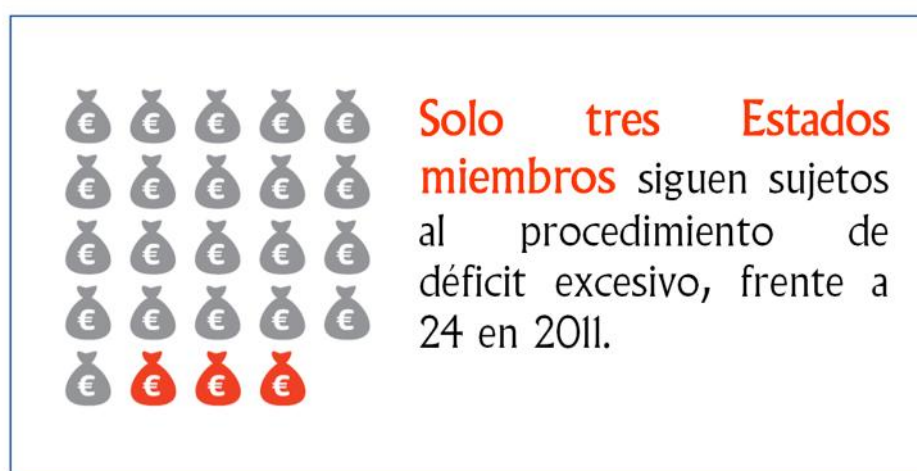 € € € € €
€ € € € €
€ € € € €
€ € € € €
€ € € €
Solo tres Estados
miembros siguen sujetos
al procedimiento de
déficit excesivo, frente a
24 en 2011.